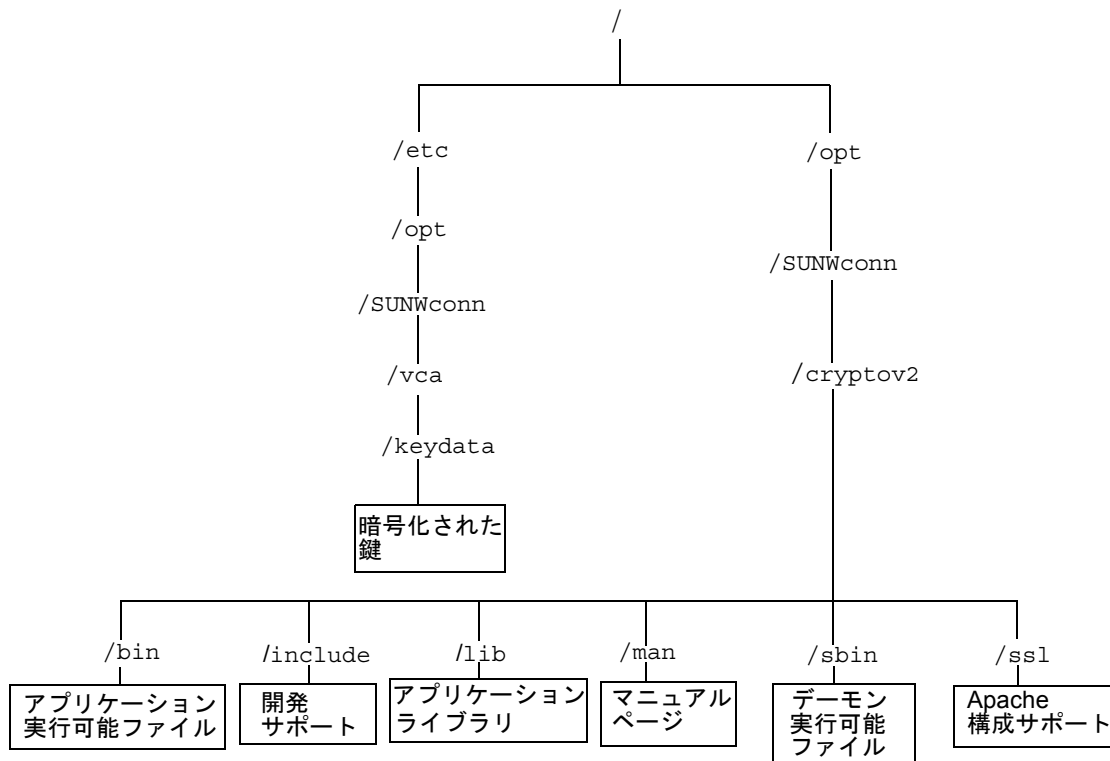 /
/etc
/opt
/opt
/SUNWconn
/SUNWconn
/vca
/cryptov2
/keydata
暗号化された
鍵
/bin
/include
/lib
/man
/sbin
/ssl
アプリケーション
実行可能ファイル
開発
サポート
アプリケーション
ライブラリ
マニュアル
ページ
デーモン
実行可能
ファイル
Apache
構成サポート